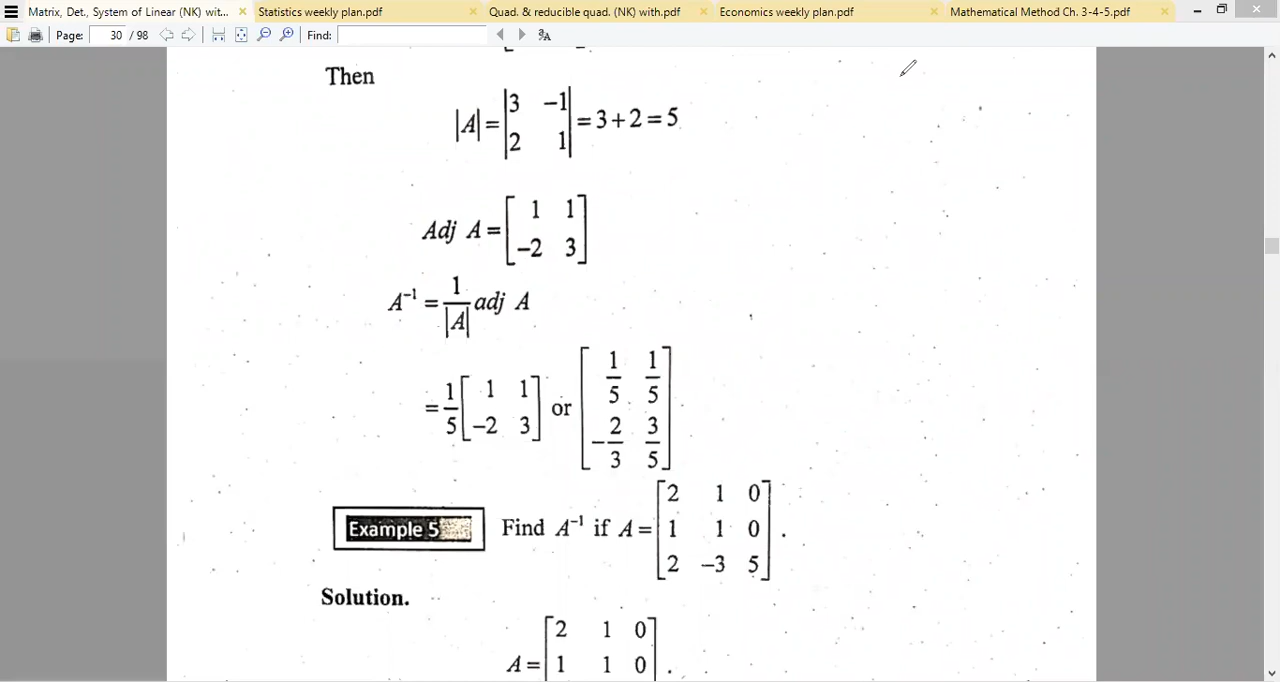 Matrix, Det., System of Linear (NK) wit...
Statistics weekly plan.pdf
Quad. & reducible quad. (NK) with.pdf
Economics weekly plan.pdf
Mathematical Method Ch. 3-4-5.pdf
Page: 30 / 98
Find:
Then
|A| = |3 −1| = 3 + 2 = 5
|2 1|
Adj A = [1 1]
[−2 3]
A⁻¹ = 1/|A| adj A
= 1/5 [1 1] or [1/5 1/5]
[−2 3] [−2/3 3/5]
Example 5 Find A⁻¹ if A = [2 1 0]
[1 1 0] .
[2 −3 5]
Solution.
A = [2 1 0]
[1 1 0] .